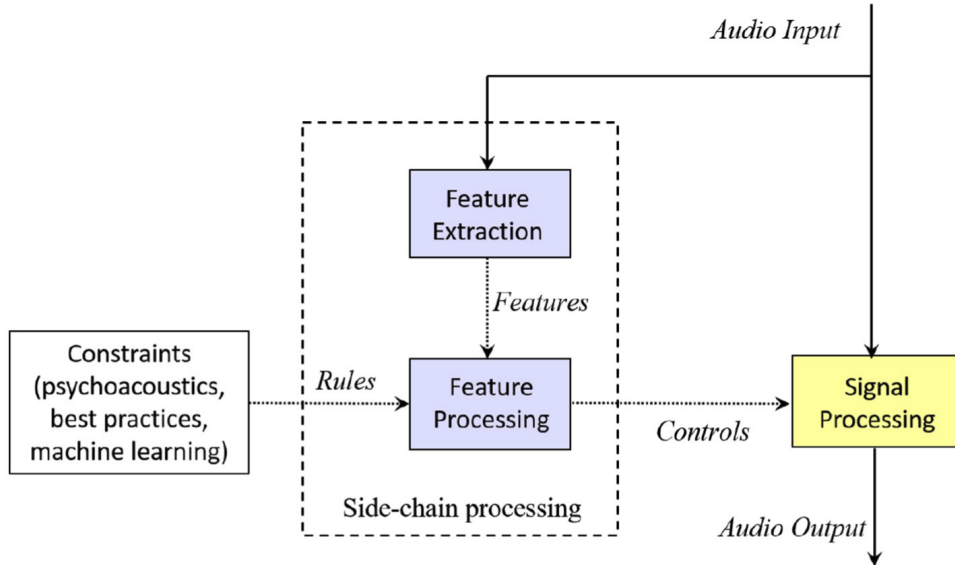 Audio Input
Feature
Extraction
Features
Constraints
(psychoacoustics,
best practices,
machine learning)
Rules
Feature
Processing
Controls
Signal
Processing
Side-chain processing
Audio Output